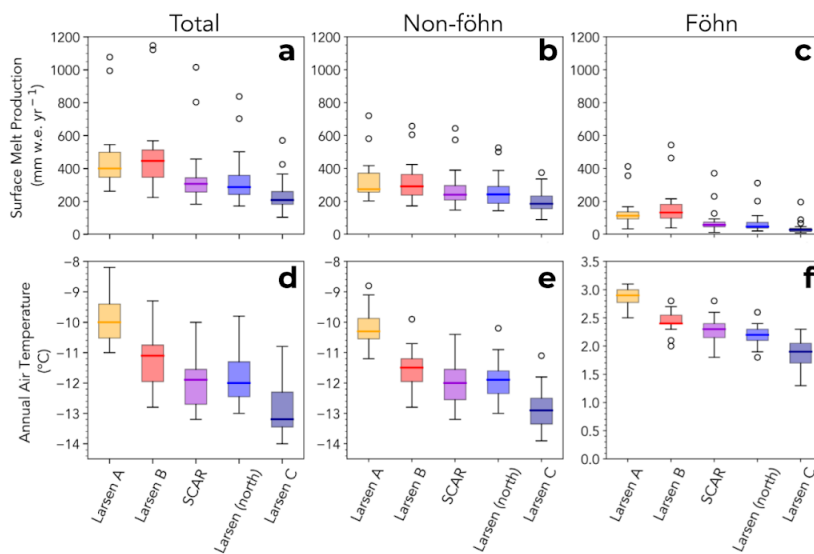 Total Non-föhn Föhn
Surface Melt Production
(mm w.e. yr⁻¹)
1200 a 1200 b 1200 c
1000 1000 1000
800 800 800
600 600 600
400 400 400
200 200 200
0 0 0
Annual Air Temperature
(°C)
−8 d −8 e 3.5 f
−9 −9 3.0
−10 −10 2.5
−11 −11 2.0
−12 −12 1.5
−13 −13 1.0
−14 −14 0.5
0.0
Larsen A Larsen B SCAR Larsen (north) Larsen C Larsen A Larsen B SCAR Larsen (north) Larsen C Larsen A Larsen B SCAR Larsen (north) Larsen C